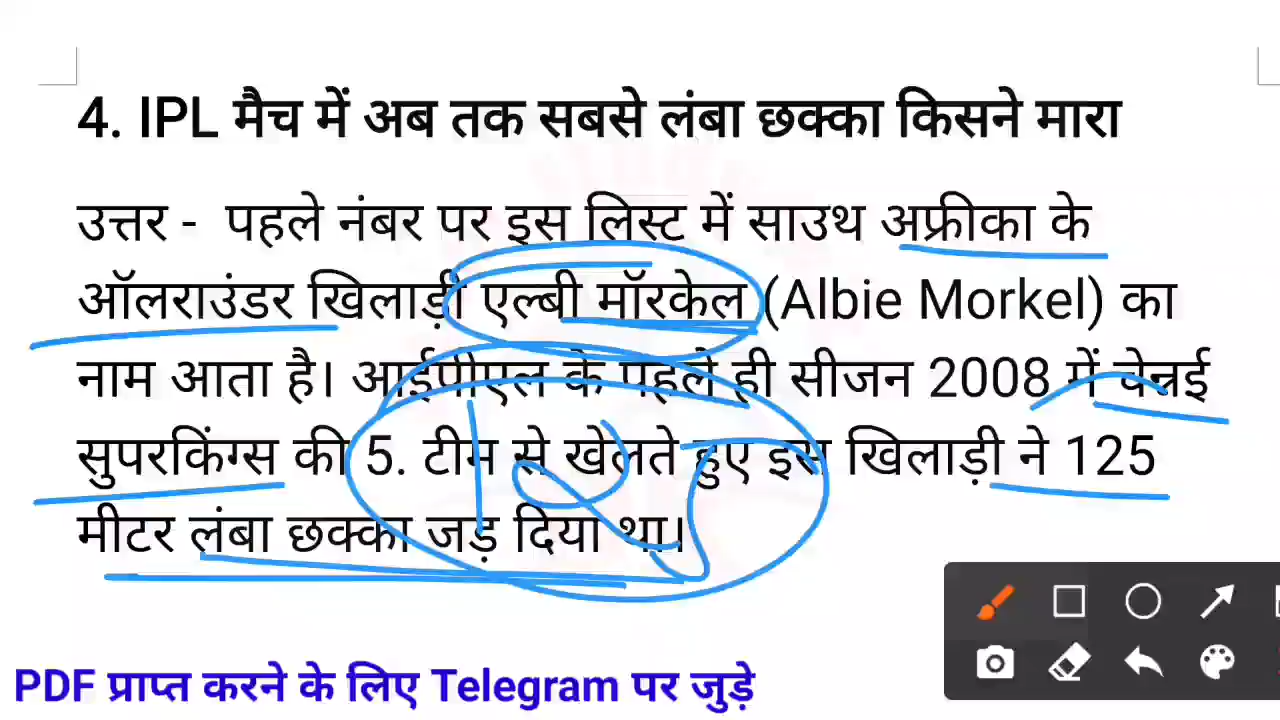 4. IPL मैच में अब तक सबसे लंबा छक्का किसने मारा
उत्तर - पहले नंबर पर इस लिस्ट में साउथ अफ्रीका के
ऑलराउंडर खिलाड़ी एल्बी मॉरकेल (Albie Morkel) का
नाम आता है। आईपीएल के पहले ही सीजन 2008 में चेन्नई
सुपरकिंग्स की 5. टीम से खेलते हुए इस खिलाड़ी ने 125
मीटर लंबा छक्का जड़ दिया था।
125
PDF प्राप्त करने के लिए Telegram पर जुड़े